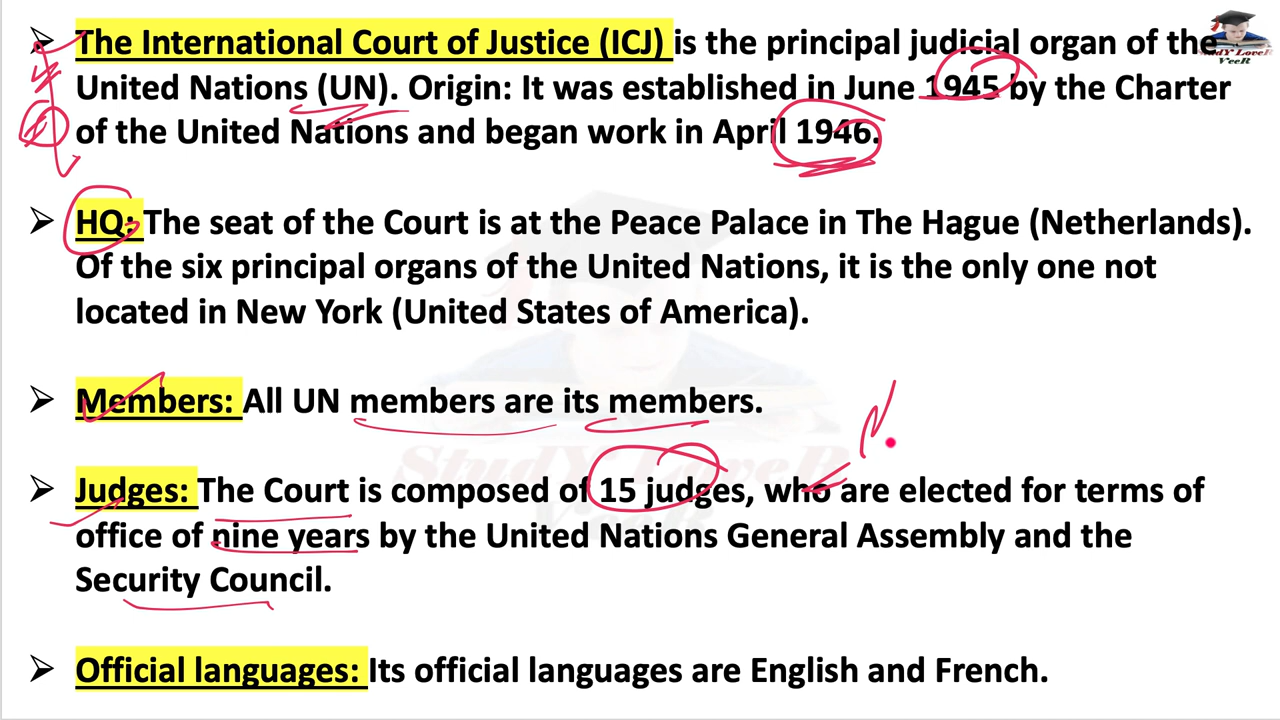 ➢ The International Court of Justice (ICJ) is the principal judicial organ of the
United Nations (UN). Origin: It was established in June 1945 by the Charter
of the United Nations and began work in April 1946.
➢ HQ: The seat of the Court is at the Peace Palace in The Hague (Netherlands).
Of the six principal organs of the United Nations, it is the only one not
located in New York (United States of America).
➢ Members: All UN members are its members.
➢ Judges: The Court is composed of 15 judges, who are elected for terms of
office of nine years by the United Nations General Assembly and the
Security Council.
➢ Official languages: Its official languages are English and French.
StudY LoveR
VeeR
StudY LoveR
VeeR